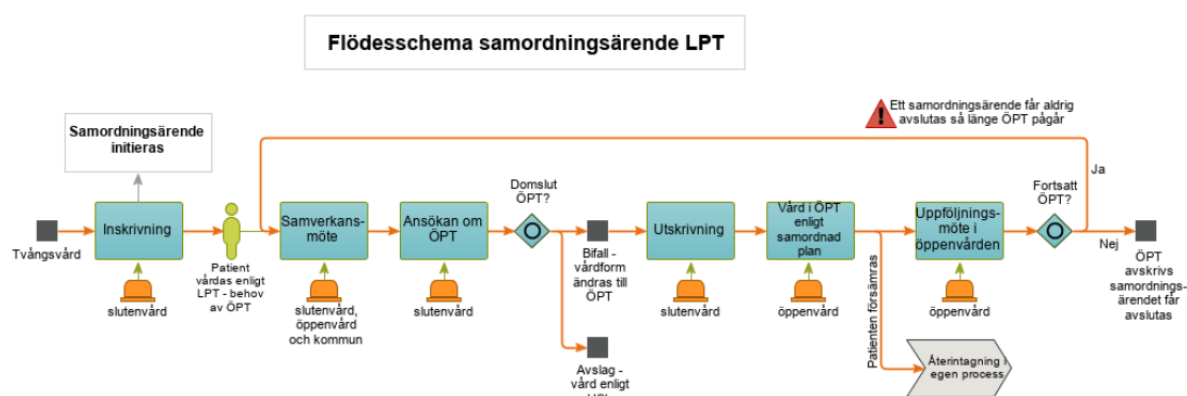 Flödesschema samordningsärende LPT
Ett samordningsärende får aldrig
avslutas så länge ÖPT pågår
Samordningsärende
initieras
Ja
Domslut
ÖPT?
Fortsatt
ÖPT?
Tvångsvård
Inskrivning
Samverkans-
möte
Ansökan om
ÖPT
Utskrivning
Vård i ÖPT
enligt
samordnad
plan
Uppföljnings-
möte i
öppenvården
Nej
Patient
vårdas enligt
LPT - behov
av ÖPT
Bifall -
vårdform
ändras till
ÖPT
ÖPT
avskrivs
samordnings-
ärendet får
avslutas
slutenvård
slutenvård,
öppenvård
och kommun
slutenvård
slutenvård
öppenvård
öppenvård
Patienten försämras
Avslag -
vård enligt
Återintagning i
egen process